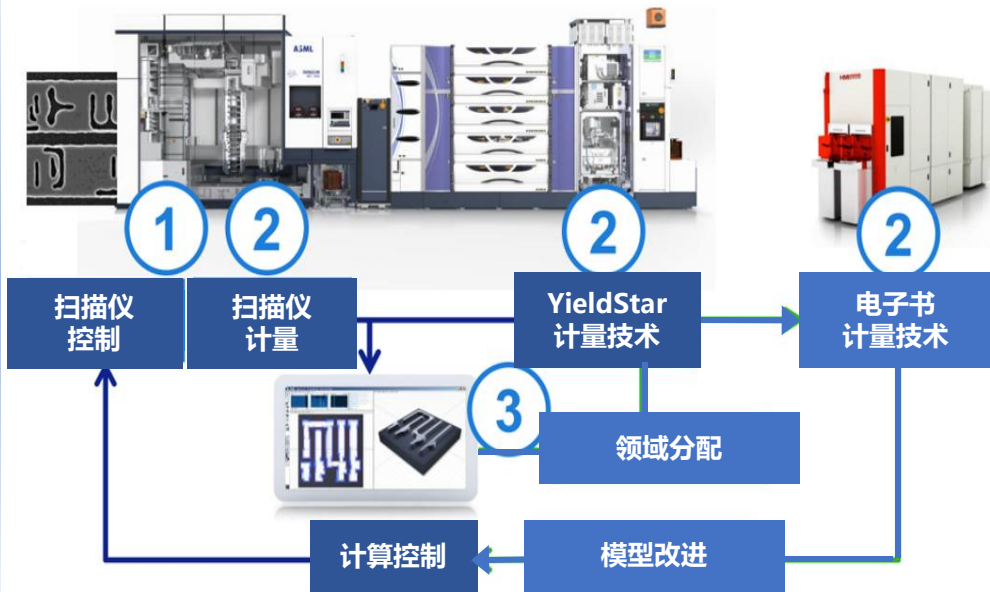 ASML
1
2
2
2
扫描仪
控制
扫描仪
计量
YieldStar
计量技术
电子书
计量技术
3
领域分配
计算控制
模型改进